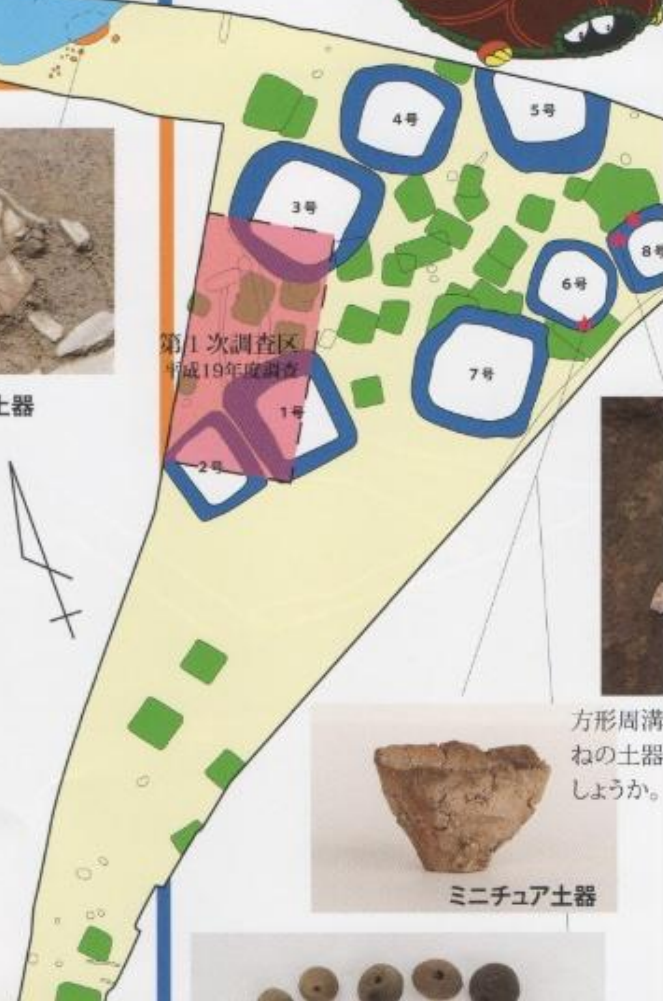 4号
5号
3号
8号
6号
第1次調査区
平成19年度調査
7号
1号
土器
2号
方形周溝
ねの土器
しょうか。
ミニチュア土器